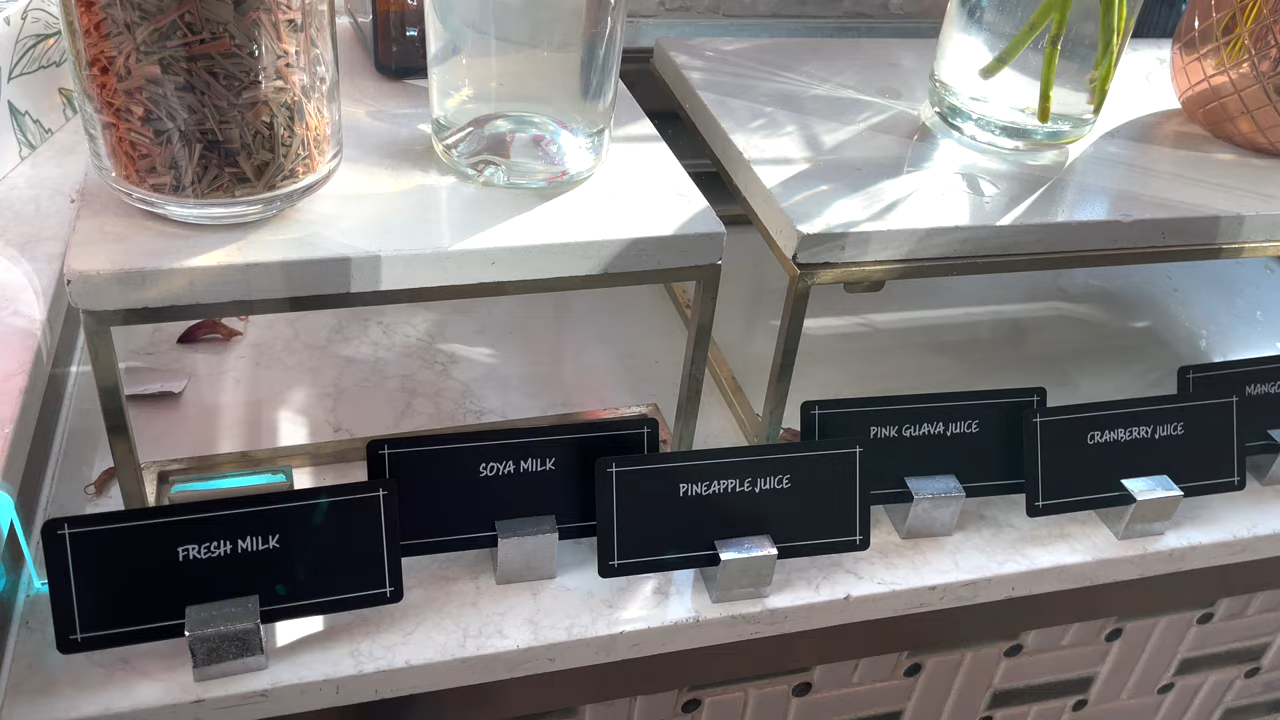 FRESH MILK
SOYA MILK
PINEAPPLE JUICE
PINK GUAVA JUICE
CRANBERRY JUICE
MANGO